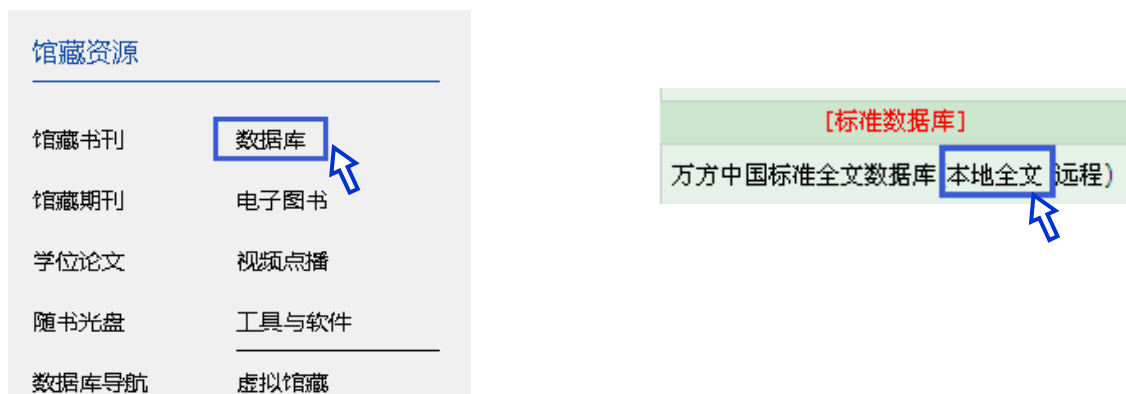 馆藏资源
馆藏书刊 数据库
馆藏期刊 电子图书
学位论文 视频点播
随书光盘 工具与软件
数据库导航 虚拟馆藏
[标准数据库]
万方中国标准全文数据库 本地全文 远程)